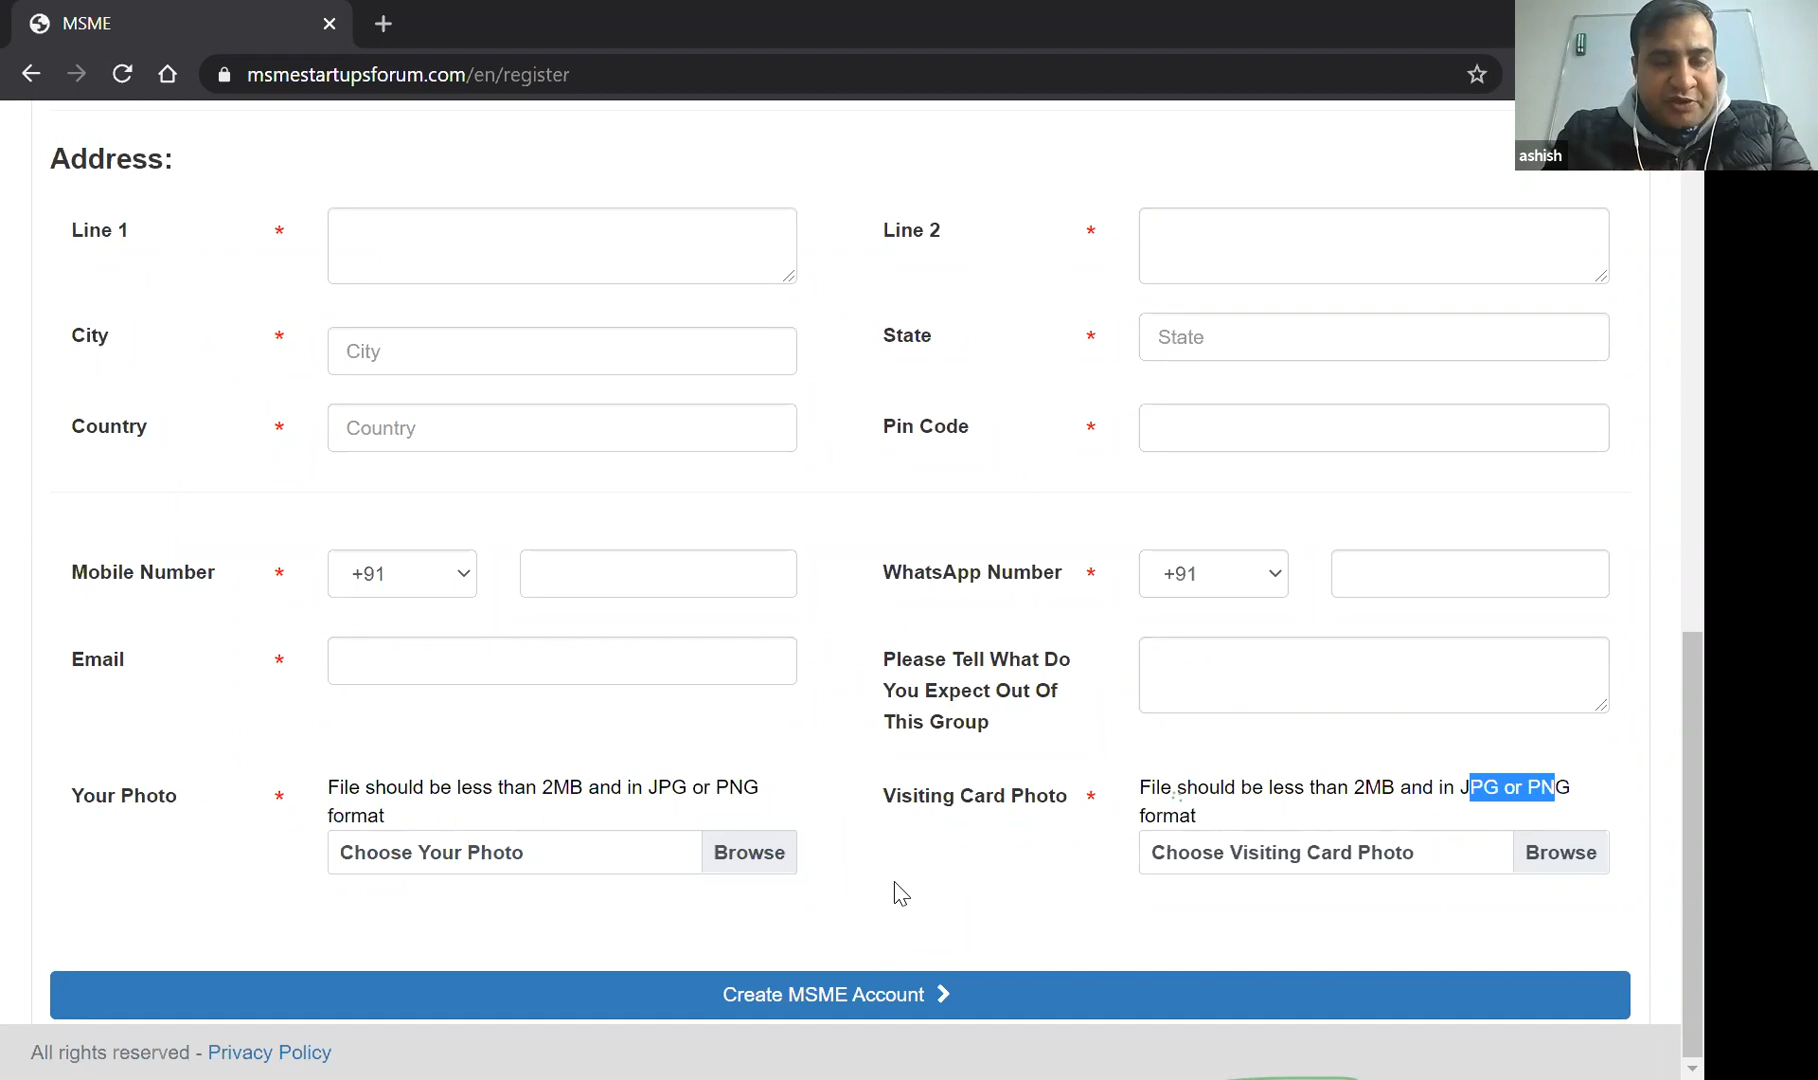 MSME
msmestartupsforum.com/en/register
ashish
Address:
Line 1 *
Line 2 *
City * City
State * State
Country * Country
Pin Code *
Mobile Number * +91
WhatsApp Number * +91
Email *
Please Tell What Do
You Expect Out Of
This Group
Your Photo *
File should be less than 2MB and in JPG or PNG
format
Choose Your Photo Browse
Visiting Card Photo *
File should be less than 2MB and in JPG or PNG
format
Choose Visiting Card Photo Browse
Create MSME Account
All rights reserved - Privacy Policy